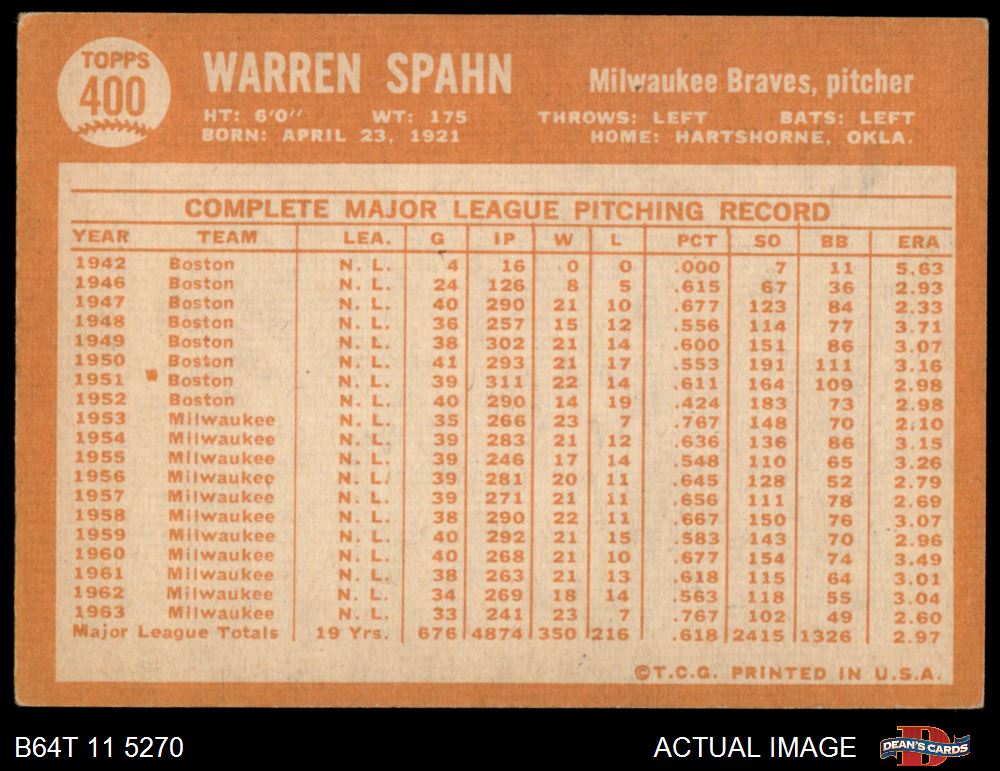 TOPPS
400
WARREN SPAHN Milwaukee Braves, pitcher
HT: 6'0" WT: 175 THROWS: LEFT BATS: LEFT
BORN: APRIL 23, 1921 HOME: HARTSHORNE, OKLA.
COMPLETE MAJOR LEAGUE PITCHING RECORD
YEAR TEAM LEA. G IP W L PCT SO BB ERA
1942 Boston N. L. 4 16 0 0 .000 7 11 5.63
1946 Boston N. L. 24 126 8 5 .615 67 36 2.93
1947 Boston N. L. 40 290 21 10 .677 123 84 2.33
1948 Boston N. L. 36 257 15 12 .556 114 77 3.71
1949 Boston N. L. 38 302 21 14 .600 151 86 3.07
1950 Boston N. L. 41 293 21 17 .553 191 111 3.16
1951 Boston N. L. 39 311 22 14 .611 164 109 2.98
1952 Boston N. L. 40 290 14 19 .424 183 73 2.98
1953 Milwaukee N. L. 35 266 23 7 .767 148 70 2.10
1954 Milwaukee N. L. 39 283 21 12 .636 136 86 3.15
1955 Milwaukee N. L. 39 246 17 14 .548 110 65 3.26
1956 Milwaukee N. L. 39 281 20 11 .645 128 52 2.79
1957 Milwaukee N. L. 39 271 21 11 .656 111 78 2.69
1958 Milwaukee N. L. 38 290 22 11 .667 150 76 3.07
1959 Milwaukee N. L. 40 292 21 15 .583 143 70 2.96
1960 Milwaukee N. L. 40 268 21 10 .677 154 74 3.49
1961 Milwaukee N. L. 38 263 21 13 .618 115 64 3.01
1962 Milwaukee N. L. 34 269 18 14 .563 118 55 3.04
1963 Milwaukee N. L. 33 241 23 7 .767 102 49 2.60
Major League Totals 19 Yrs. 676 4874 350 216 .618 2415 1326 2.97
©T.C.G. PRINTED IN U.S.A.
B64T 11 5270 ACTUAL IMAGE DEAN'S CARDS